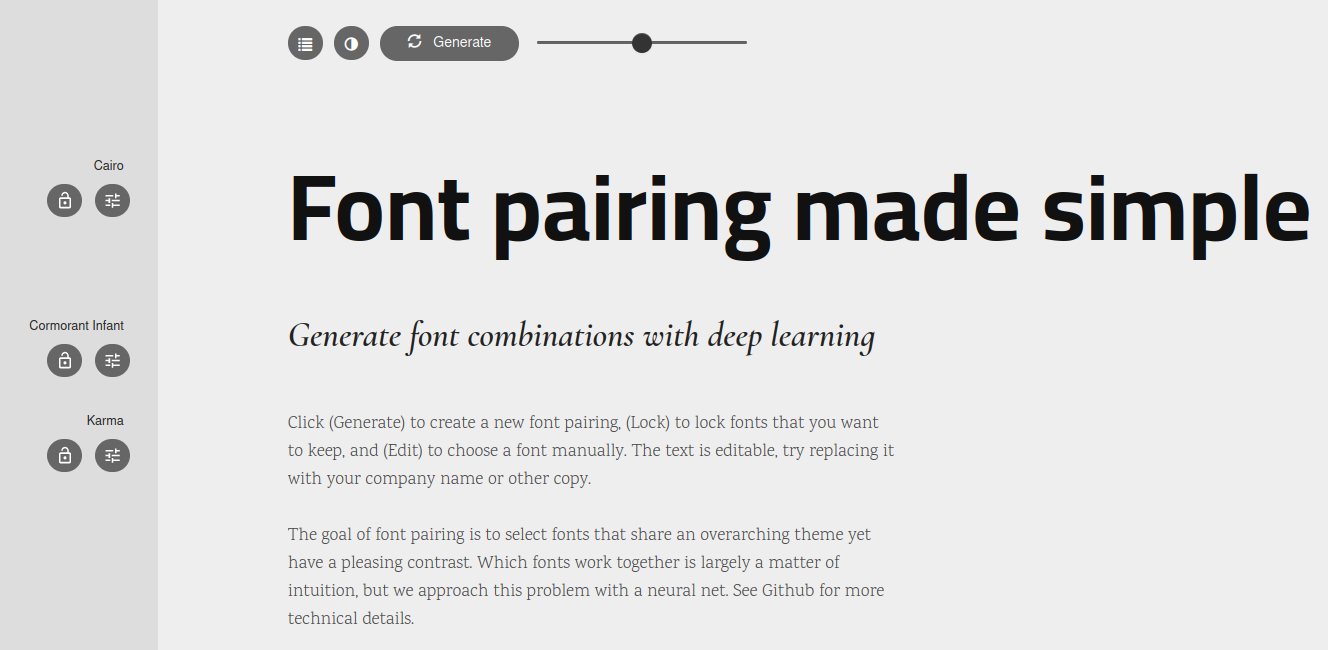 Generate
Cairo
Font pairing made simple
Cormorant Infant
Generate font combinations with deep learning
Karma
Click (Generate) to create a new font pairing, (Lock) to lock fonts that you want
to keep, and (Edit) to choose a font manually. The text is editable, try replacing it
with your company name or other copy.
The goal of font pairing is to select fonts that share an overarching theme yet
have a pleasing contrast. Which fonts work together is largely a matter of
intuition, but we approach this problem with a neural net. See Github for more
technical details.